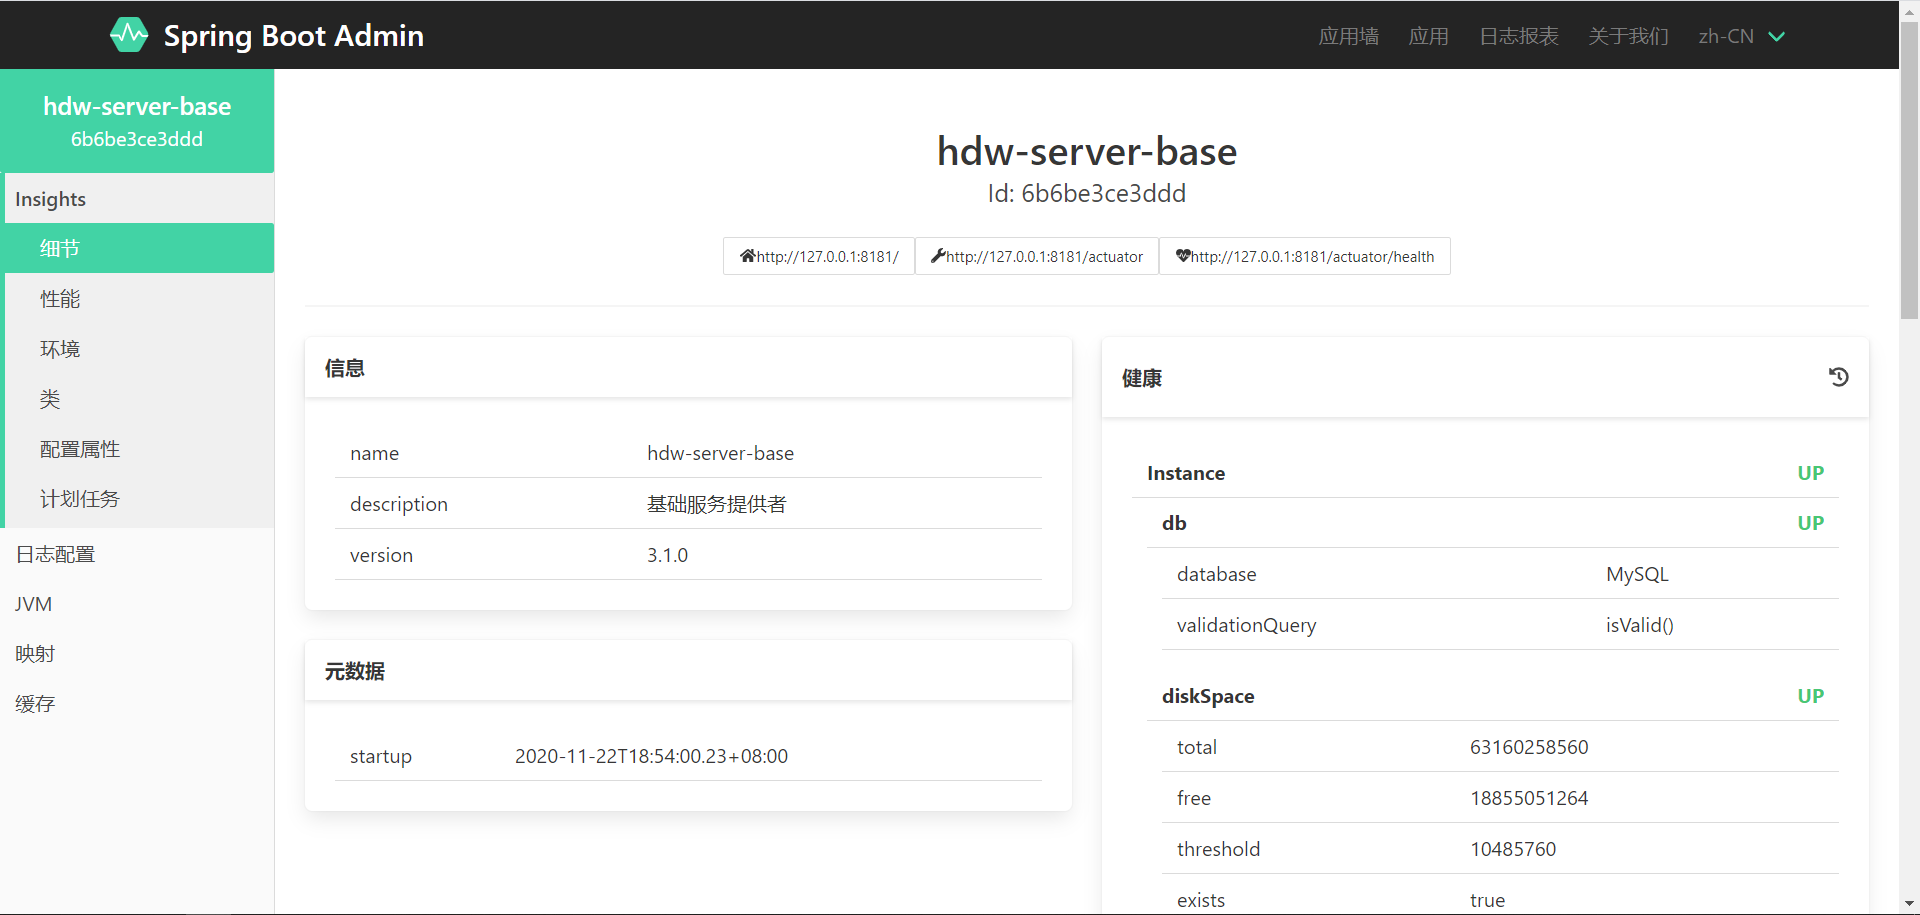 Spring Boot Admin
应用墙 应用 日志报表 关于我们 zh-CN
hdw-server-base
6b6be3ce3ddd
Insights
细节
性能
环境
类
配置属性
计划任务
日志配置
JVM
映射
缓存
hdw-server-base
Id: 6b6be3ce3ddd
http://127.0.0.1:8181/ http://127.0.0.1:8181/actuator http://127.0.0.1:8181/actuator/health
信息
name hdw-server-base
description 基础服务提供者
version 3.1.0
元数据
startup 2020-11-22T18:54:00.23+08:00
健康
Instance UP
db UP
database MySQL
validationQuery isValid()
diskSpace UP
total 63160258560
free 18855051264
threshold 10485760
exists true